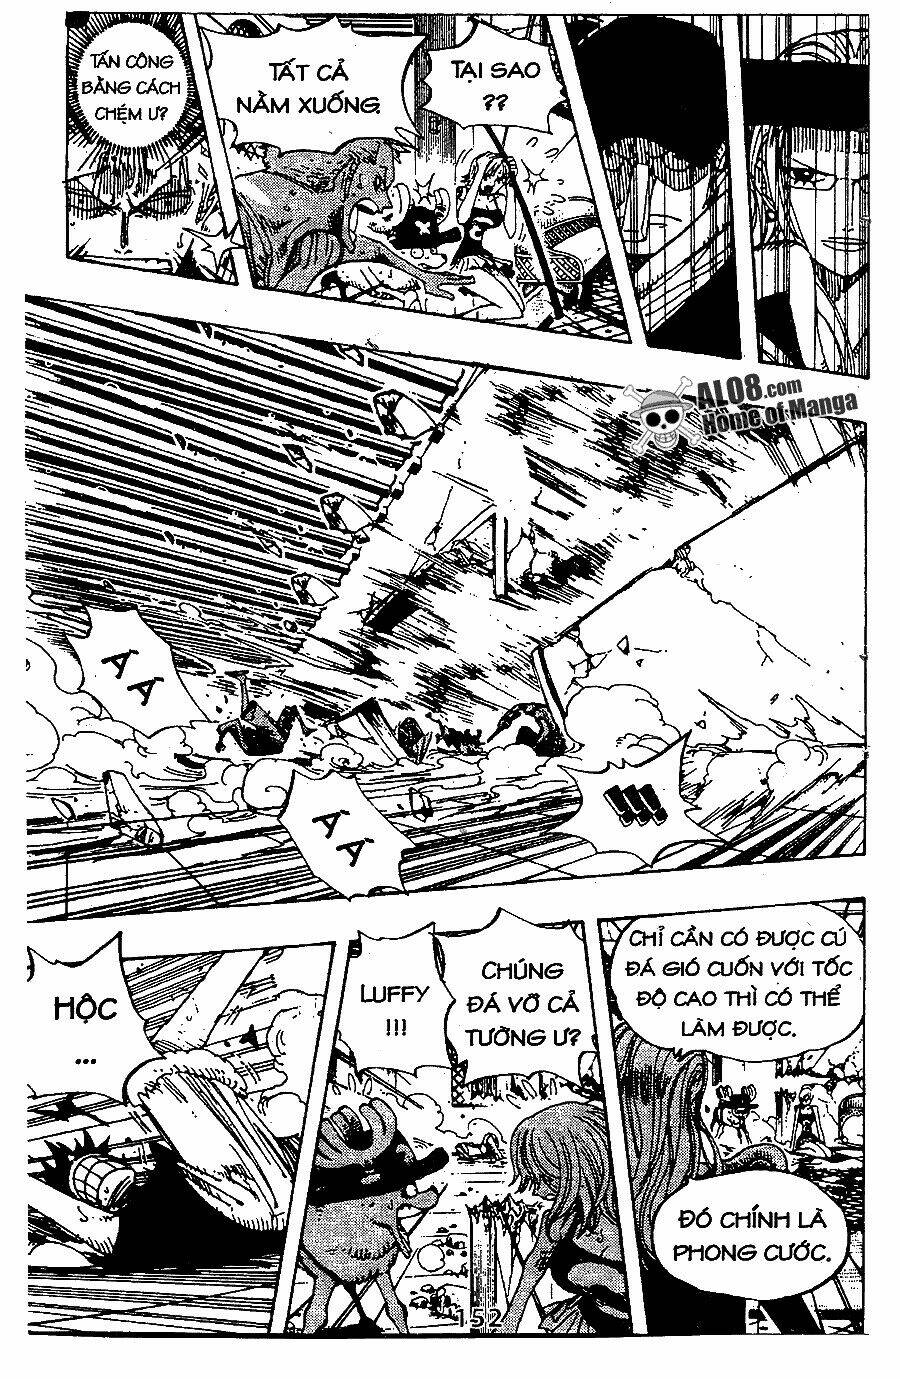 TẤN CÔNG
BẰNG CÁCH
CHÉM Ư?
TẤT CẢ
NẰM XUỐNG
TẠI SAO
??
AL08.com
Home of Manga
Á Á
Á Á
!!!!
HỘC
...
LUFFY
!!!
CHÚNG
ĐÁ VỠ CẢ
TƯỜNG Ư?
CHỈ CẦN CÓ ĐƯỢC CÚ
ĐÁ GIÓ CUỐN VỚI TỐC
ĐỘ CAO THÌ CÓ THỂ
LÀM ĐƯỢC.
ĐÓ CHÍNH LÀ
PHONG CƯỚC.
152